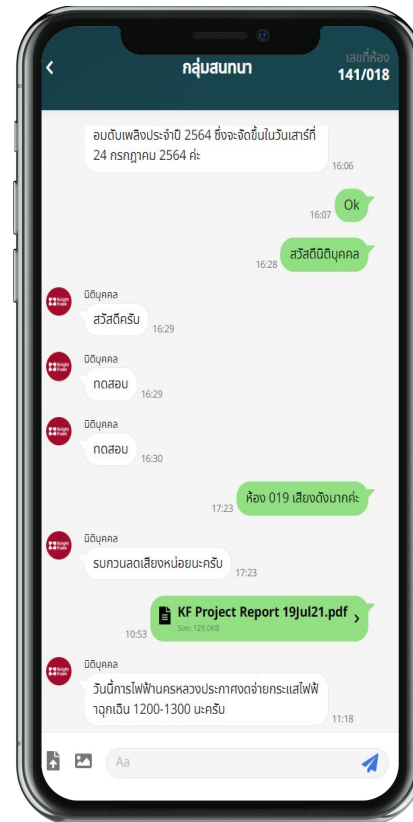 เลขที่ห้อง
กลุ่มสนทนา
141/018
อมดับเพลิงประจำปี 2564 ซึ่งจะจัดขึ้นในวันเสาร์ที่
24 กรกฎาคม 2564 ค่ะ
16:06
Ok
16:07
สวัสดีนิติบุคคล
16:28
นิติบุคคล
Knight
Frank
สวัสดีครับ
16:29
นิติบุคคล
Knight
Frank
ทดสอบ
16:29
นิติบุคคล
Knight
Frank
ทดสอบ
16:30
ห้อง 019 เสียงดังมากค่ะ
17:23
นิติบุคคล
Knight
Frank
รบกวนลดเสียงหน่อยนะครับ
17:23
KF Project Report 19Jul21.pdf
Size: 129.0KB
10:53
นิติบุคคล
Knight
Frank
วันนี้การไฟฟ้านครหลวงประกาศงดจ่ายกระแสไฟฟ้
าฉุกเฉิน 1200-1300 นะครับ
11:18
Aa